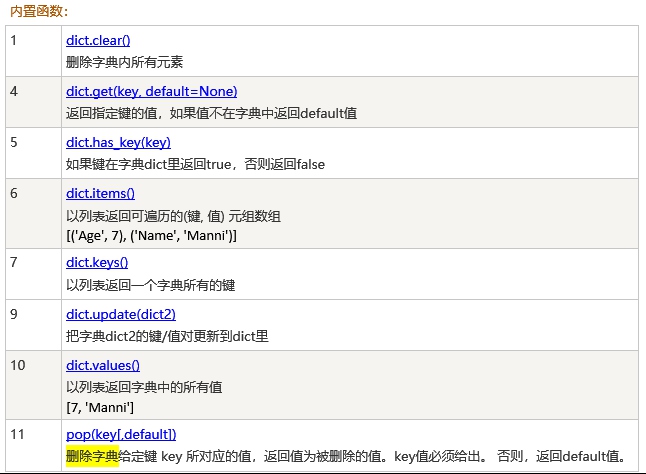 内置函数：
1
dict.clear()
删除字典内所有元素
4
dict.get(key, default=None)
返回指定键的值，如果值不在字典中返回default值
5
dict.has_key(key)
如果键在字典dict里返回true，否则返回false
6
dict.items()
以列表返回可遍历的(键, 值) 元组数组
[('Age', 7), ('Name', 'Manni')]
7
dict.keys()
以列表返回一个字典所有的键
9
dict.update(dict2)
把字典dict2的键/值对更新到dict里
10
dict.values()
以列表返回字典中的所有值
[7, 'Manni']
11
pop(key[,default])
删除字典给定键 key 所对应的值，返回值为被删除的值。key值必须给出。 否则，返回default值。